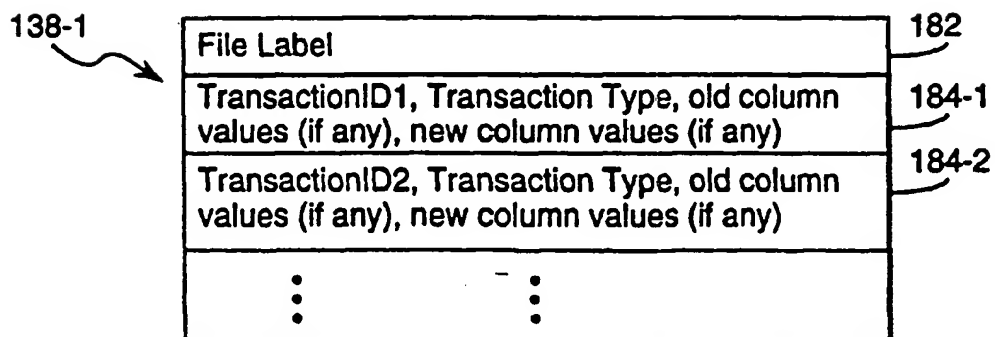 138-1
File Label
182
TransactionID1, Transaction Type, old column
values (if any), new column values (if any)
184-1
TransactionID2, Transaction Type, old column
values (if any), new column values (if any)
184-2